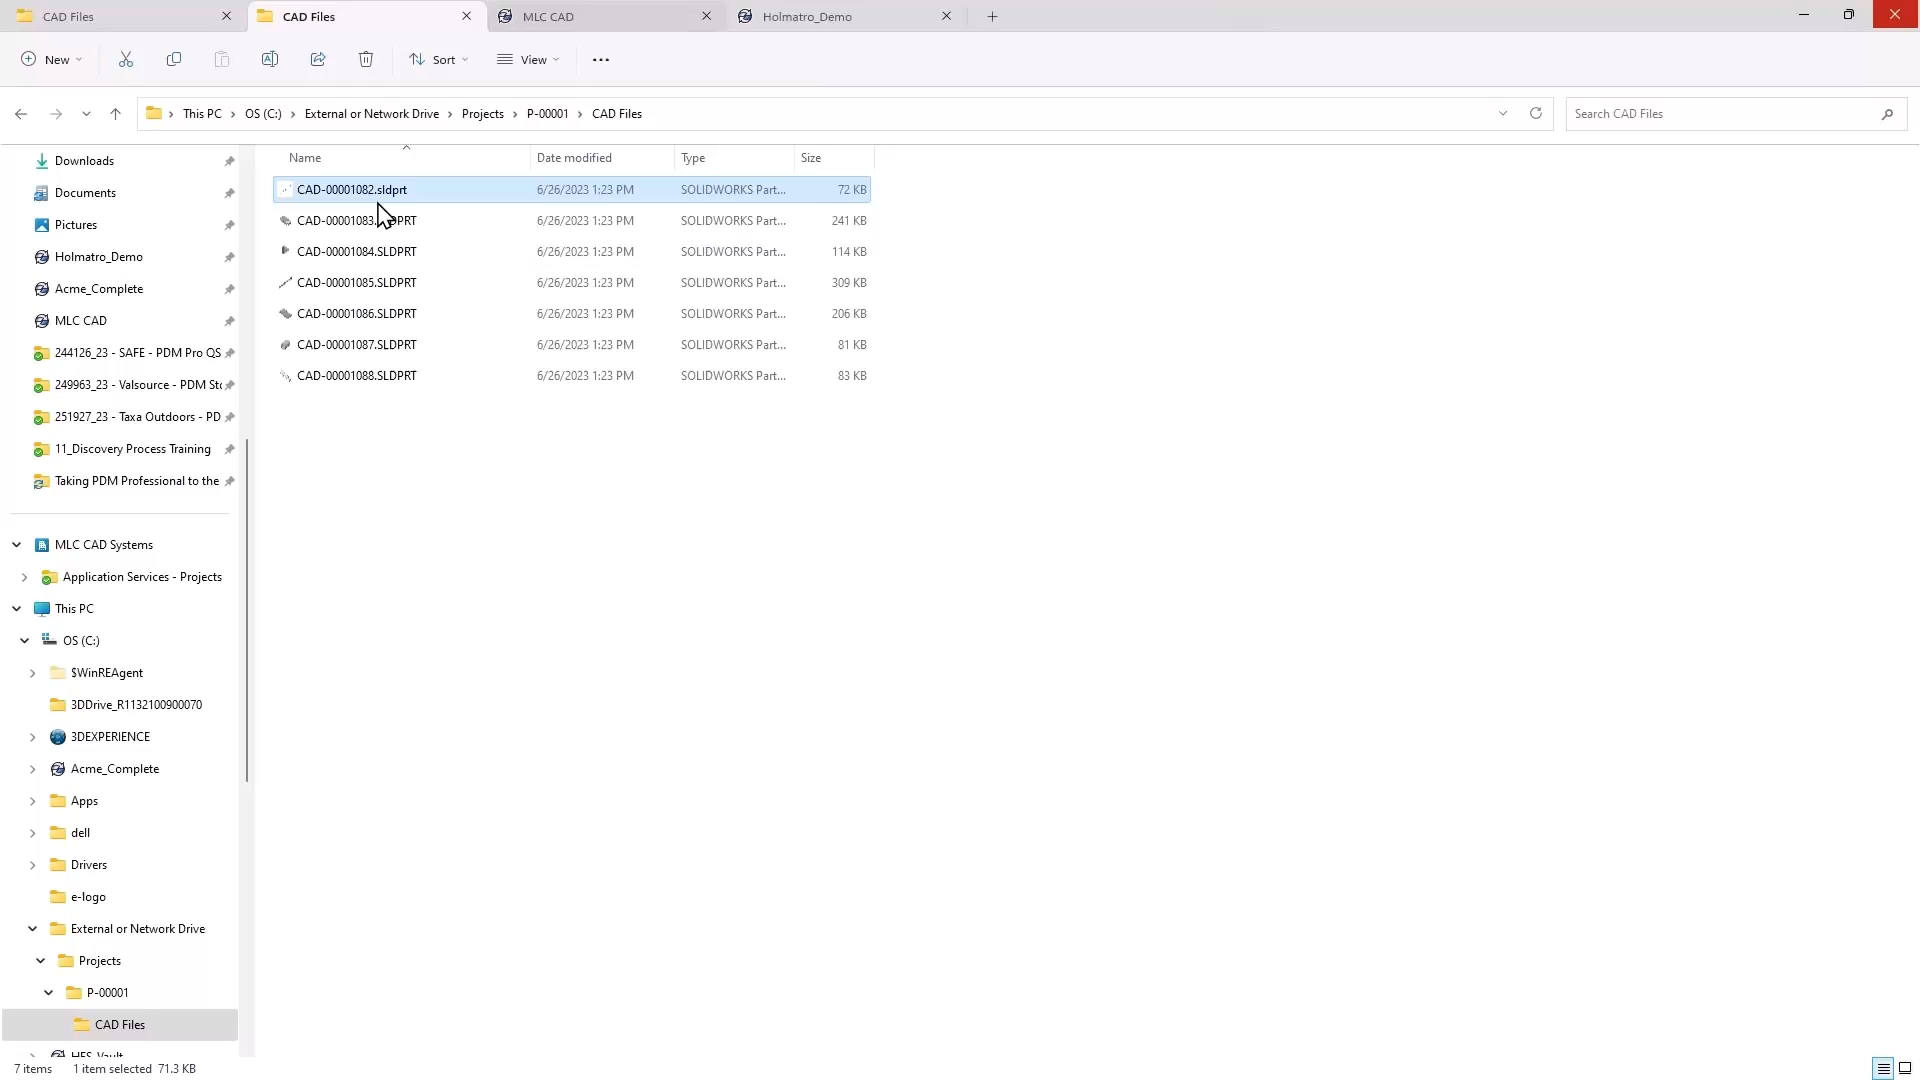 CAD Files
CAD Files
MLC CAD
Holmatro_Demo
New
Sort
View
This PC > OS (C:) > External or Network Drive > Projects > P-00001 > CAD Files
Search CAD Files
Name Date modified Type Size
CAD-00001082.sldprt 6/26/2023 1:23 PM SOLIDWORKS Part... 72 KB
CAD-00001083. PRT 6/26/2023 1:23 PM SOLIDWORKS Part... 241 KB
CAD-00001084.SLDPRT 6/26/2023 1:23 PM SOLIDWORKS Part... 114 KB
CAD-00001085.SLDPRT 6/26/2023 1:23 PM SOLIDWORKS Part... 309 KB
CAD-00001086.SLDPRT 6/26/2023 1:23 PM SOLIDWORKS Part... 206 KB
CAD-00001087.SLDPRT 6/26/2023 1:23 PM SOLIDWORKS Part... 81 KB
CAD-00001088.SLDPRT 6/26/2023 1:23 PM SOLIDWORKS Part... 83 KB
Downloads
Documents
Pictures
Holmatro_Demo
Acme_Complete
MLC CAD
244126_23 - SAFE - PDM Pro QS
249963_23 - Valsource - PDM Sta
251927_23 - Taxa Outdoors - PD
11_Discovery Process Training
Taking PDM Professional to the
MLC CAD Systems
Application Services - Projects
This PC
OS (C:)
$WinREAgent
3DDrive_R1132100900070
3DEXPERIENCE
Acme_Complete
Apps
dell
Drivers
e-logo
External or Network Drive
Projects
P-00001
CAD Files
HES_Vault
7 items 1 item selected 71.3 KB